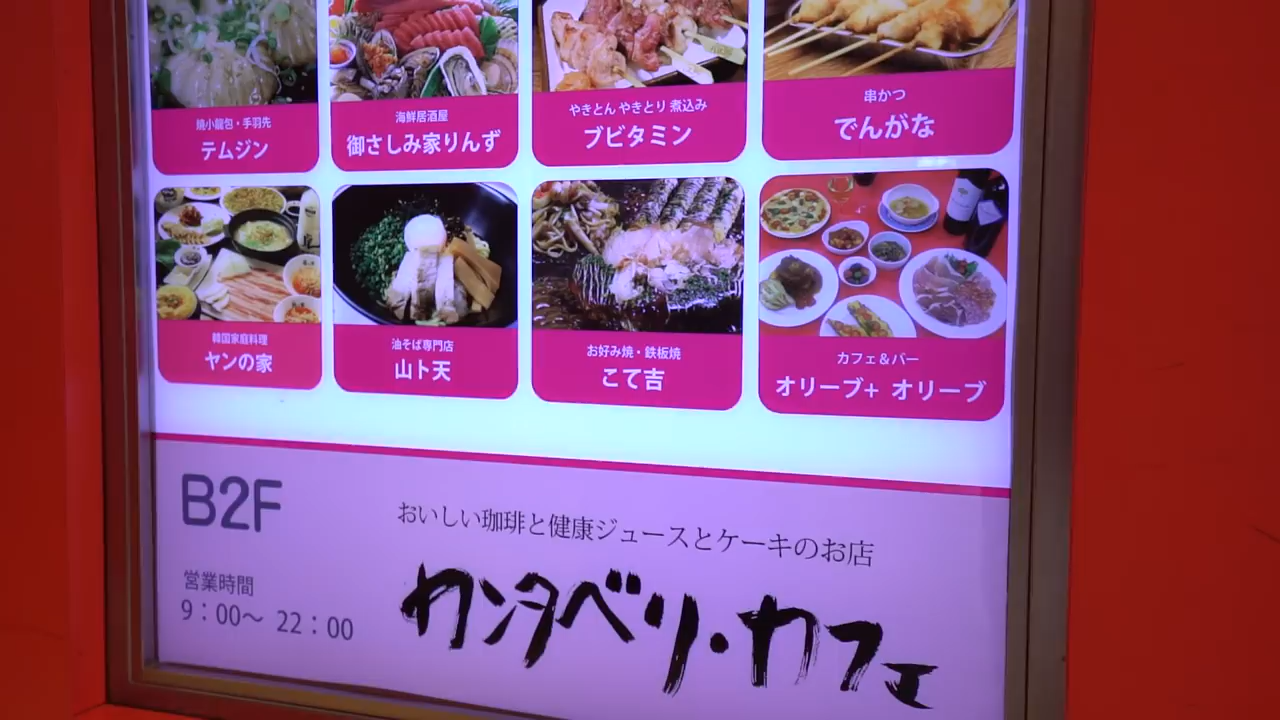 焼小龍包・手羽先
テムジン
海鮮居酒屋
御さしみ家りんず
やきとん やきとり 煮込み
ブビタミン
串かつ
でんがな
韓国家庭料理
ヤンの家
油そば専門店
山ト天
お好み焼・鉄板焼
こて吉
カフェ&バー
オリーブ+ オリーブ
B2F
営業時間
9:00〜 22:00
おいしい珈琲と健康ジュースとケーキのお店
カンタベリ・カフェ